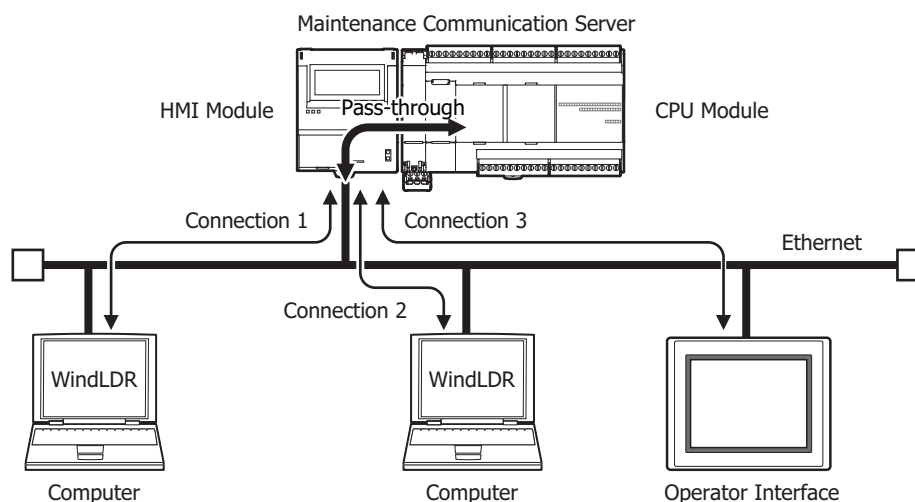 Maintenance Communication Server
HMI Module
Pass-through
CPU Module
Connection 1
Connection 3
Ethernet
Connection 2
WindLDR
WindLDR
Computer
Computer
Operator Interface